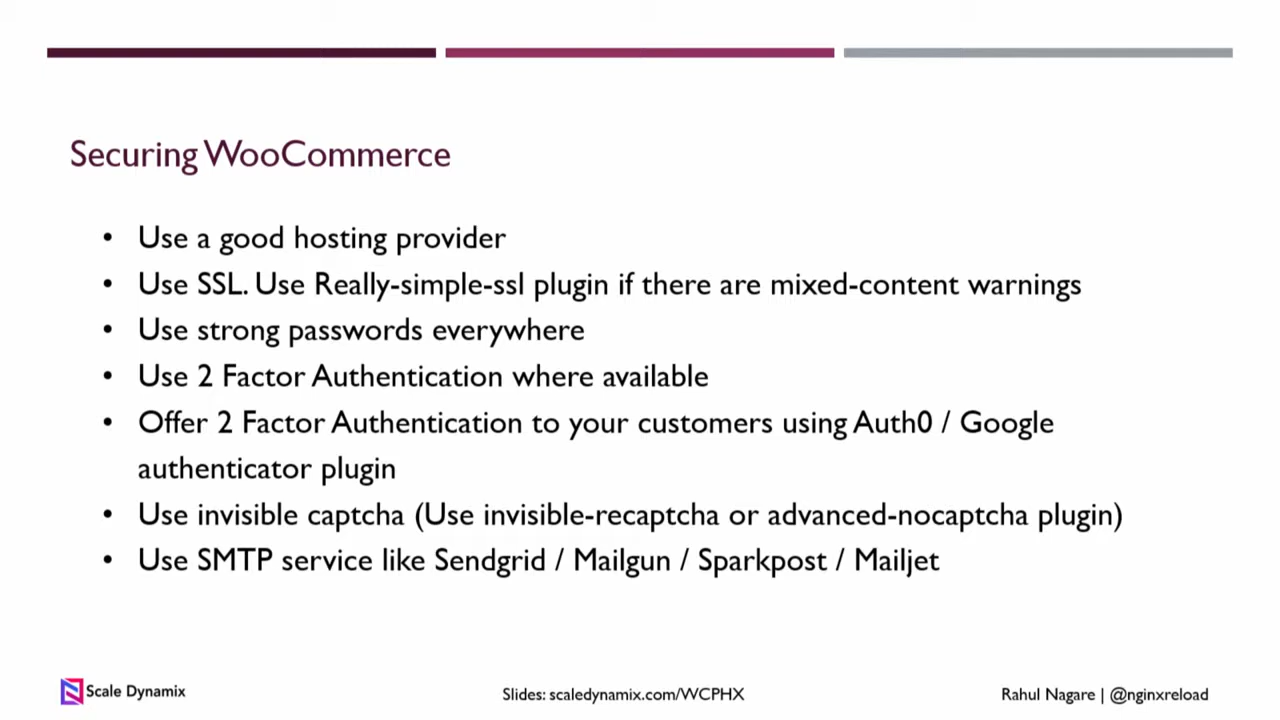 Securing WooCommerce
• Use a good hosting provider
• Use SSL. Use Really-simple-ssl plugin if there are mixed-content warnings
• Use strong passwords everywhere
• Use 2 Factor Authentication where available
• Offer 2 Factor Authentication to your customers using Auth0 / Google
authenticator plugin
• Use invisible captcha (Use invisible-recaptcha or advanced-nocaptcha plugin)
• Use SMTP service like Sendgrid / Mailgun / Sparkpost / Mailjet
Scale Dynamix
Slides: scaledynamix.com/WCPHX
Rahul Nagare | @nginxreload